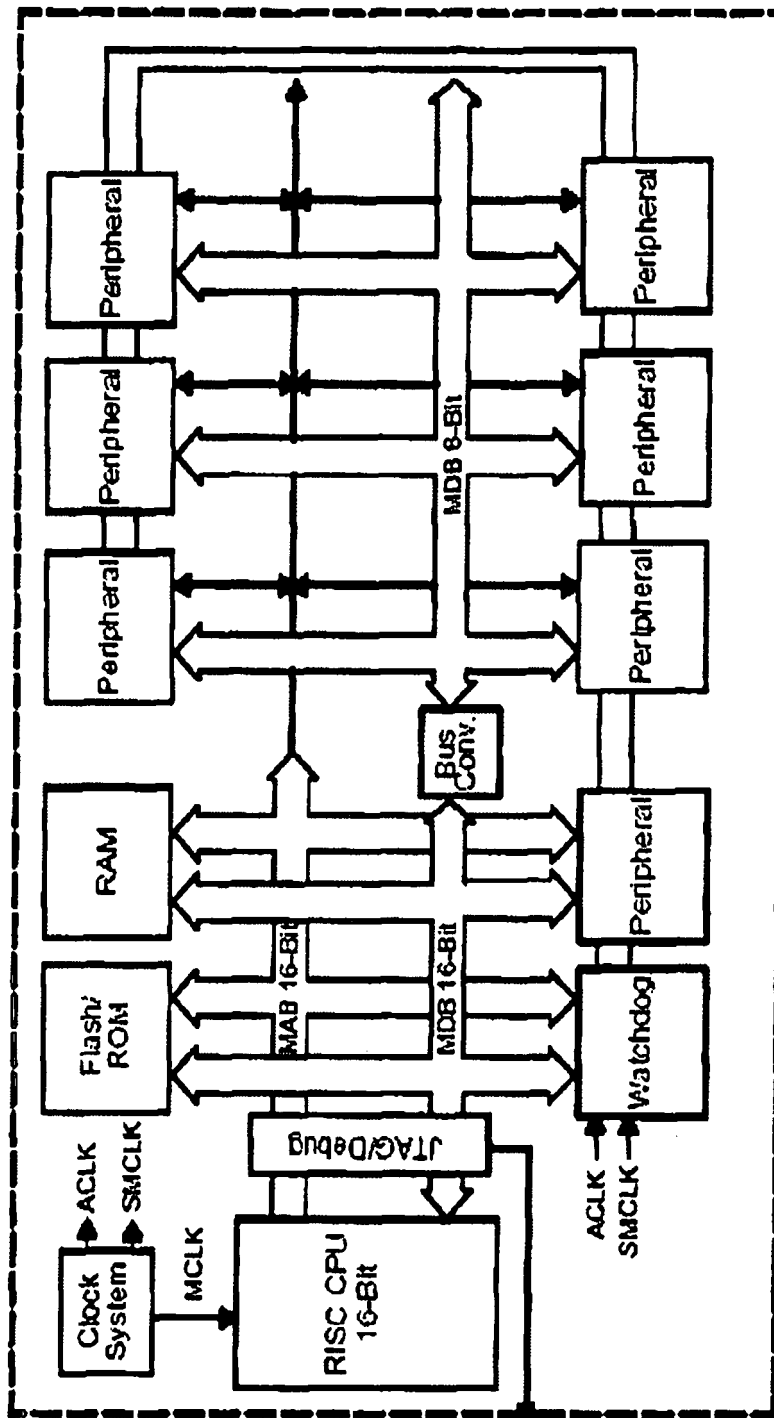 Clock
System
ACLK
SMCLK
MCLK
RISC CPU
16-Bit
JTAG/Debug
Flash/
ROM
RAM
MAB 16-Bit
MDB 16-Bit
Bus
Conv.
MDB 8-Bit
Peripheral
Peripheral
Peripheral
ACLK
SMCLK
Watchdog
Peripheral
Peripheral
Peripheral
Peripheral